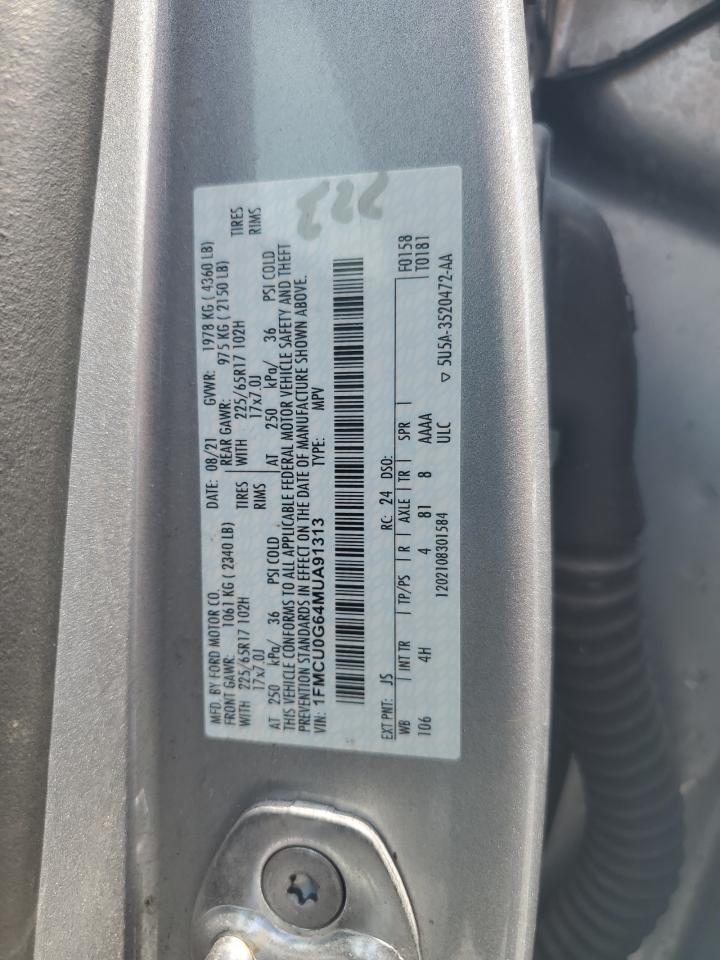 MFD. BY FORD MOTOR CO. DATE: 08/21 GVWR: 1978 KG ( 4360 LB)
FRONT GAWR: 1061 KG ( 2340 LB) REAR GAWR: 975 KG ( 2150 LB)
WITH 225/65R17 102H TIRES WITH 225/65R17 102H TIRES
17x7.0J RIMS 17x7.0J RIMS
AT 250 kPa/ 36 PSI COLD AT 250 kPa/ 36 PSI COLD
THIS VEHICLE CONFORMS TO ALL APPLICABLE FEDERAL MOTOR VEHICLE SAFETY AND THEFT
PREVENTION STANDARDS IN EFFECT ON THE DATE OF MANUFACTURE SHOWN ABOVE.
VIN: 1FMCU0G64MUA91313 TYPE: MPV
222
EXT PNT: JS RC: 24 DSO: F0158
WB INT TR TP/PS R AXLE TR SPR T0181
106 4H 4 81 8 AAAA
1202108301584 ULC ▽ 5U5A-3520472-AA